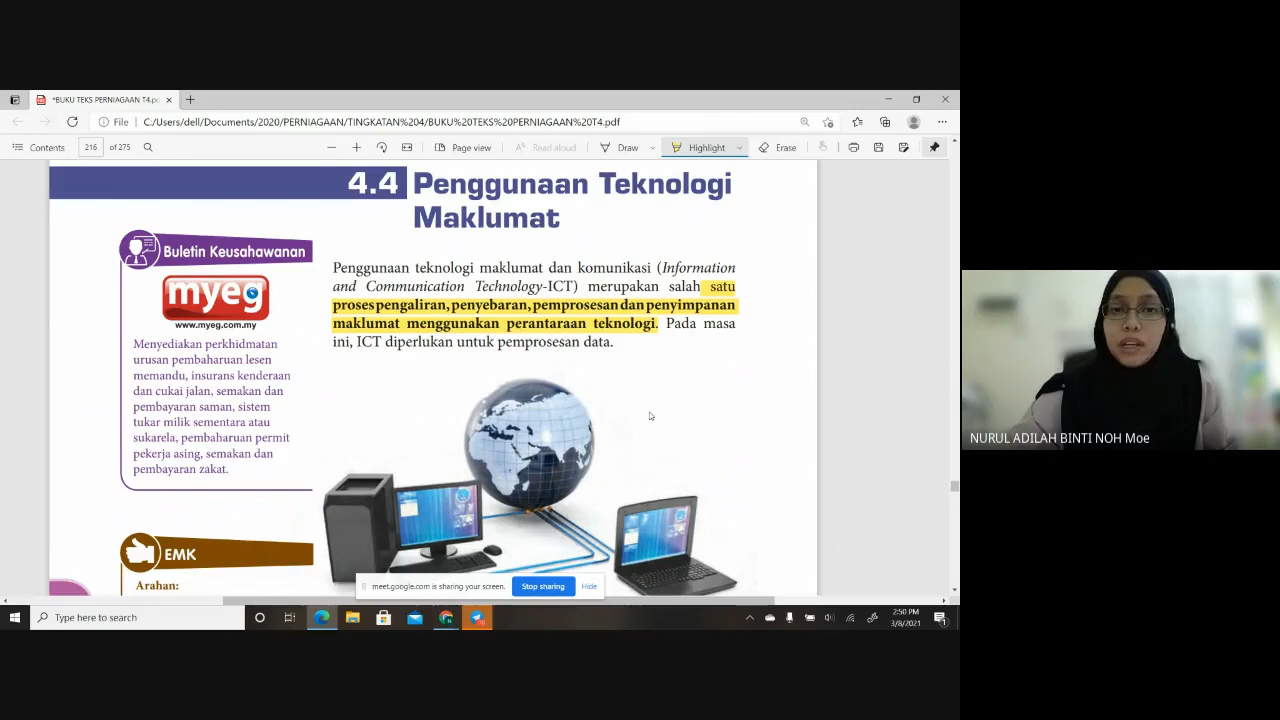 *BUKU TEKS PERNIAGAAN T4.pd
File
C:/Users/dell/Documents/2020/PERNIAGAAN/TINGKATAN%204/BUKU%20TEKS%20PERNIAGAAN%20T4.pdf
Contents
216
of 275
Page view
Read aloud
Draw
Highlight
Erase
4.4 Penggunaan Teknologi
Maklumat
Buletin Keusahawanan
myeg
www.myeg.com.my
Menyediakan perkhidmatan
urusan pembaharuan lesen
memandu, insurans kenderaan
dan cukai jalan, semakan dan
pembayaran saman, sistem
tukar milik sementara atau
sukarela, pembaharuan permit
pekerja asing, semakan dan
pembayaran zakat.
Penggunaan teknologi maklumat dan komunikasi (Information
and Communication Technology-ICT) merupakan salah satu
proses pengaliran, penyebaran, pemprosesan dan penyimpanan
maklumat menggunakan perantaraan teknologi. Pada masa
ini, ICT diperlukan untuk pemprosesan data.
EMK
Arahan:
meet.google.com is sharing your screen.
Stop sharing
Hide
NURUL ADILAH BINTI NOH Moe
Type here to search
2:50 PM
3/8/2021